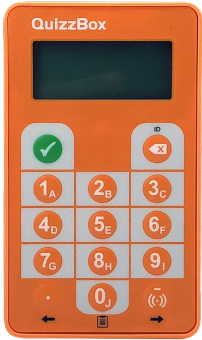 QuizzBox
ID
1A 2B 3C
4D 5E 6F
7G 8H 9I
0J